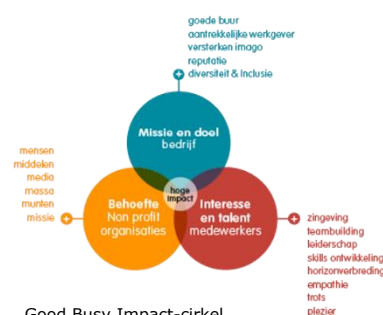 goede buur
aantrekkelijke werkgever
versterken imago
reputatie
diversiteit & Inclusie
Missie en doel
bedrijf
mensen
middelen
media
massa
munten
missie
hoge
impact
Behoefte
Non profit
organisaties
Interesse
en talent
medewerkers
zingeving
teambuilding
leiderschap
skills ontwikkeling
horizonverbreding
empathie
trots
plezier
Good Busy Impact-cirkel